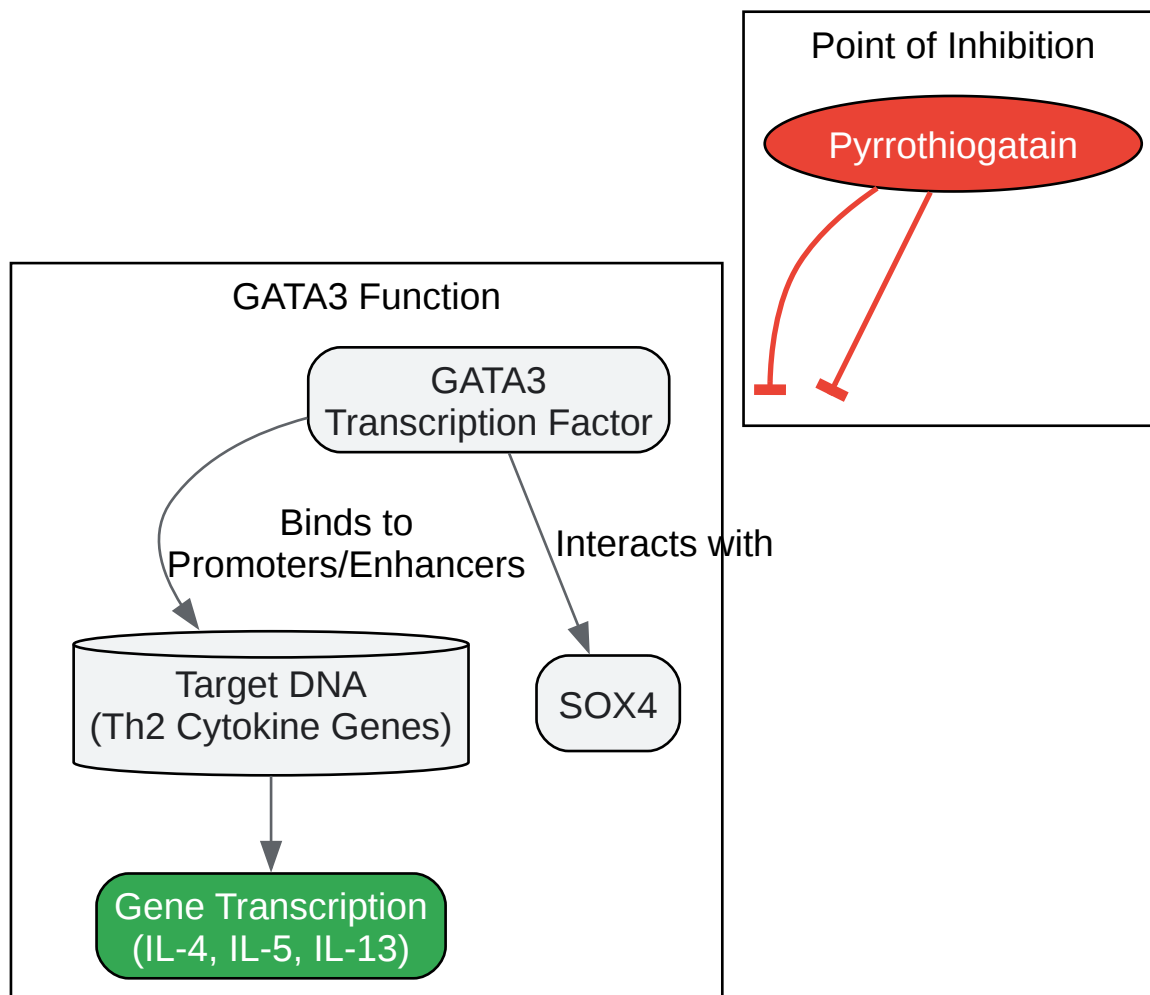 Point of Inhibition
Pyrrothiogatain
GATA3 Function
GATA3
Transcription Factor
Binds to
Promoters/Enhancers
Interacts with
Target DNA
(Th2 Cytokine Genes)
SOX4
Gene Transcription
(IL-4, IL-5, IL-13)